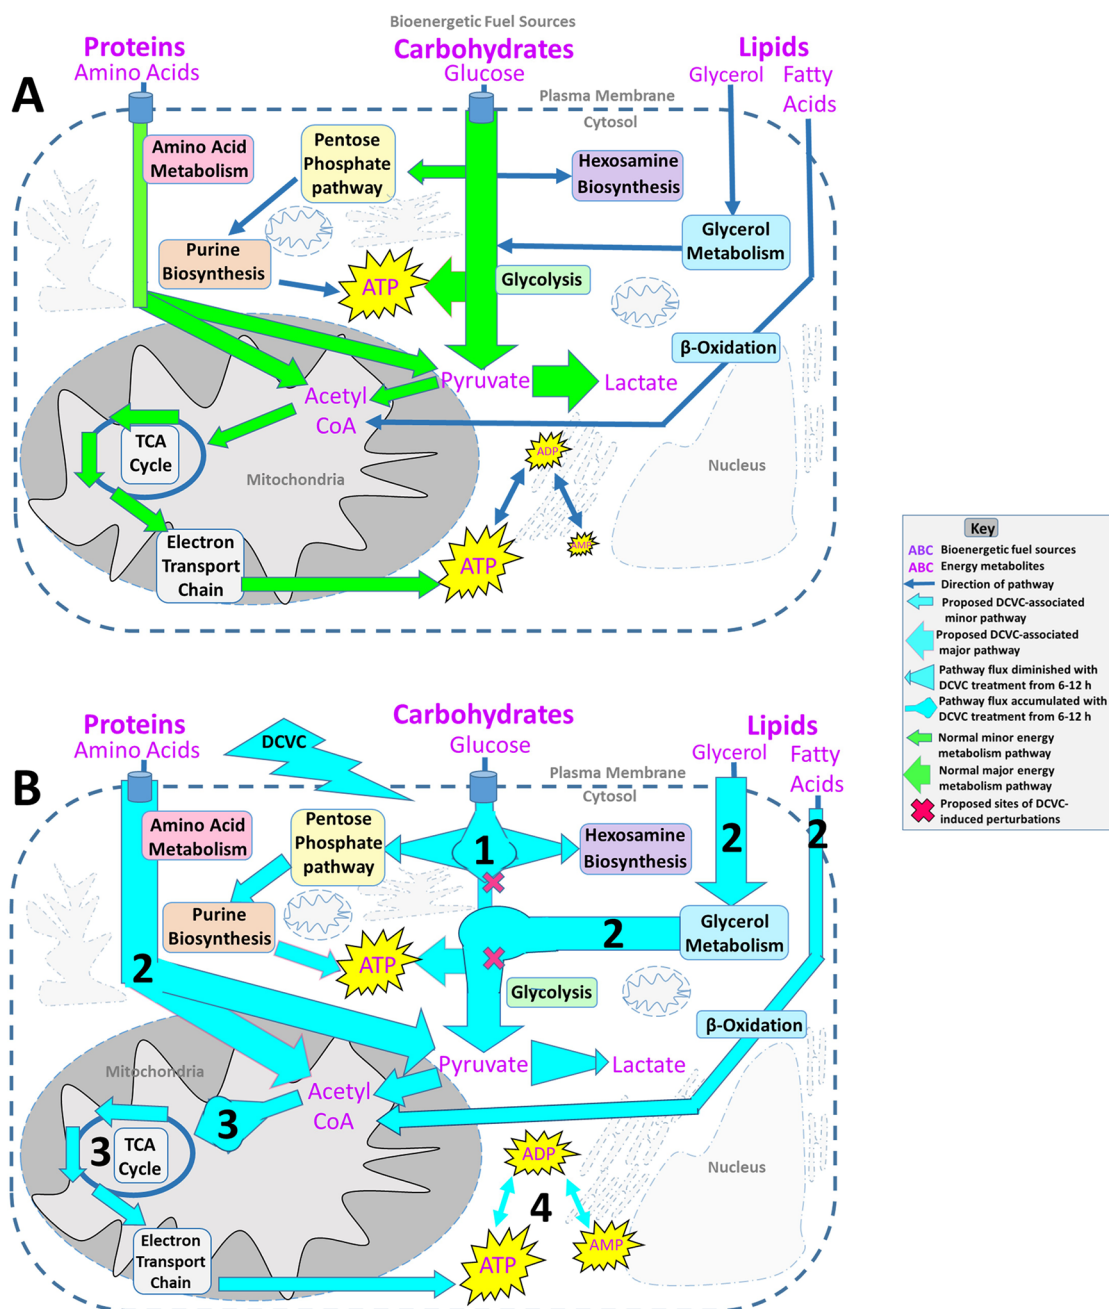 Bioenergetic Fuel Sources
Proteins
Carbohydrates
Lipids
Amino Acids
Glucose
Glycerol
Fatty
Acids
A
Plasma Membrane
Cytosol
Amino Acid
Metabolism
Pentose
Phosphate
pathway
Hexosamine
Biosynthesis
Purine
Biosynthesis
Glycerol
Metabolism
ATP
Glycolysis
β-Oxidation
Pyruvate
Lactate
Acetyl
CoA
TCA
Cycle
Mitochondria
ADP
Nucleus
Electron
Transport
Chain
ATP
AMP
Key
ABC Bioenergetic fuel sources
ABC Energy metabolites
Direction of pathway
Proposed DCVC-associated
minor pathway
Proposed DCVC-associated
major pathway
Pathway flux diminished with
DCVC treatment from 6-12 h
Pathway flux accumulated with
DCVC treatment from 6-12 h
Normal minor energy
metabolism pathway
Normal major energy
metabolism pathway
Proposed sites of DCVC-
induced perturbations
Proteins
Carbohydrates
Lipids
Amino Acids
DCVC
Glucose
Glycerol
Fatty
Acids
B
Plasma Membrane
Cytosol
Amino Acid
Metabolism
Pentose
Phosphate
pathway
1
Hexosamine
Biosynthesis
2
2
Purine
Biosynthesis
2
Glycerol
Metabolism
2
ATP
Glycolysis
β-Oxidation
Pyruvate
Lactate
Mitochondria
Acetyl
CoA
3
3
TCA
Cycle
ADP
Nucleus
4
Electron
Transport
Chain
ATP
AMP